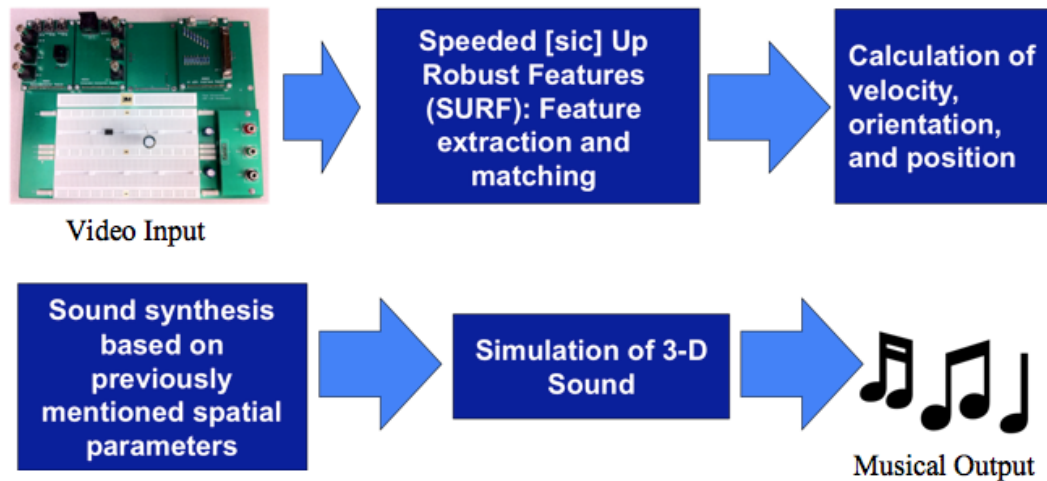 Speeded [sic] Up
Robust Features
(SURF): Feature
extraction and
matching
Calculation of
velocity,
orientation,
and position
Video Input
Sound synthesis
based on
previously
mentioned spatial
parameters
Simulation of 3-D
Sound
Musical Output